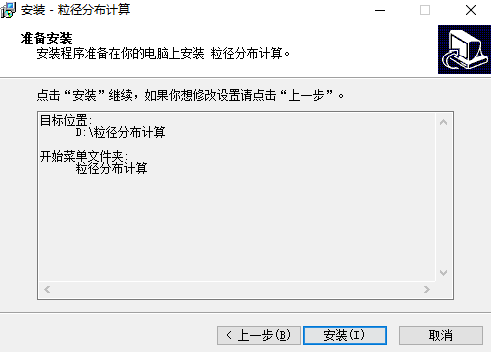 安装 - 粒径分布计算
准备安装
安装程序准备在你的电脑上安装 粒径分布计算。
点击“安装”继续，如果你想修改设置请点击“上一步”。
目标位置:
D:\粒径分布计算
开始菜单文件夹:
粒径分布计算
< 上一步(B)
安装(I)
取消